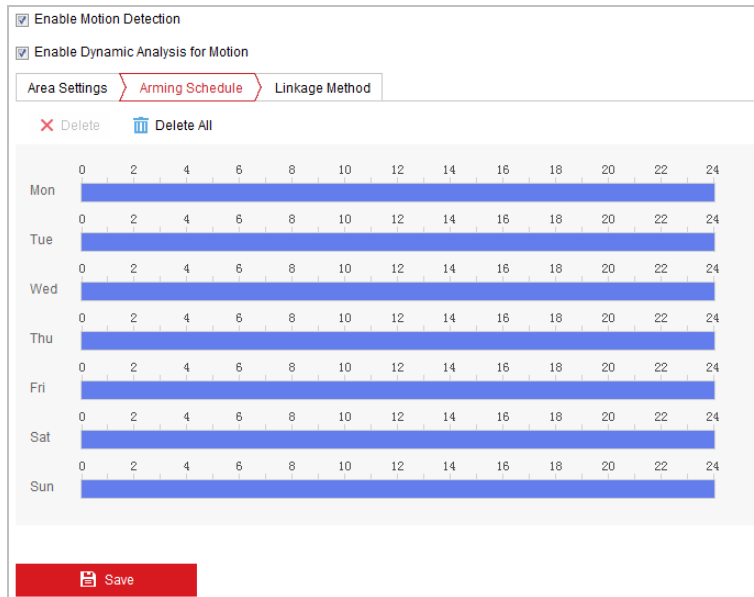 Enable Motion Detection
Enable Dynamic Analysis for Motion
Area Settings Arming Schedule Linkage Method
Delete Delete All
0 2 4 6 8 10 12 14 16 18 20 22 24
Mon
0 2 4 6 8 10 12 14 16 18 20 22 24
Tue
0 2 4 6 8 10 12 14 16 18 20 22 24
Wed
0 2 4 6 8 10 12 14 16 18 20 22 24
Thu
0 2 4 6 8 10 12 14 16 18 20 22 24
Fri
0 2 4 6 8 10 12 14 16 18 20 22 24
Sat
0 2 4 6 8 10 12 14 16 18 20 22 24
Sun
Save